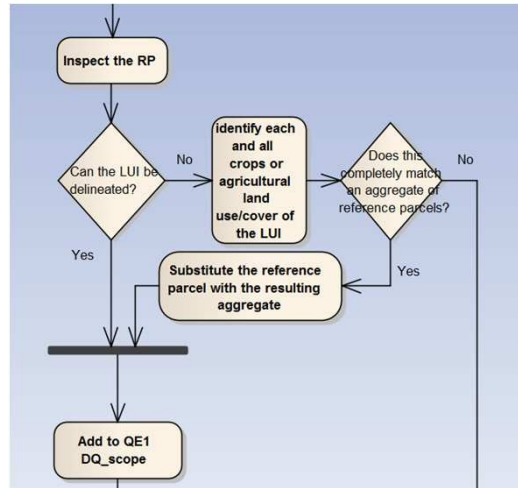 Inspect the RP
Can the LUI be
delineated?
No
identify each
and all
crops or
agricultural
land
use/cover of
the LUI
Does this
completely match
an aggregate of
reference parcels?
No
Yes
Yes
Substitute the reference
parcel with the resulting
aggregate
Add to QE1
DQ_scope